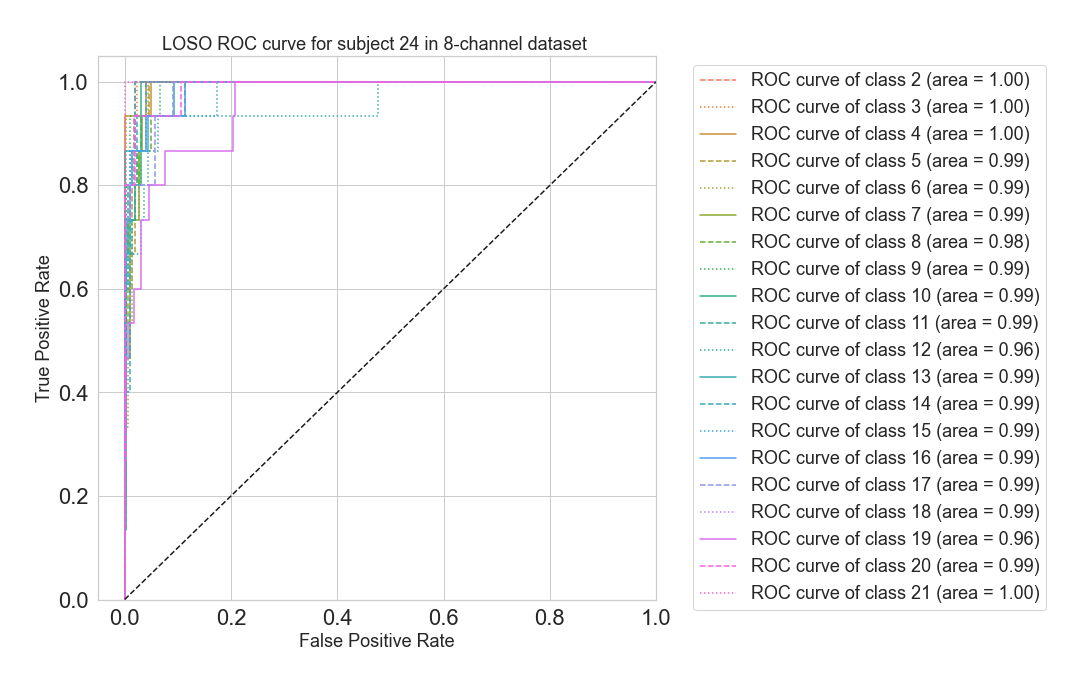 LOSO ROC curve for subject 24 in 8-channel dataset
True Positive Rate
1.0
0.8
0.6
0.4
0.2
0.0
0.0 0.2 0.4 0.6 0.8 1.0
False Positive Rate
ROC curve of class 2 (area = 1.00)
ROC curve of class 3 (area = 1.00)
ROC curve of class 4 (area = 1.00)
ROC curve of class 5 (area = 0.99)
ROC curve of class 6 (area = 0.99)
ROC curve of class 7 (area = 0.99)
ROC curve of class 8 (area = 0.98)
ROC curve of class 9 (area = 0.99)
ROC curve of class 10 (area = 0.99)
ROC curve of class 11 (area = 0.99)
ROC curve of class 12 (area = 0.96)
ROC curve of class 13 (area = 0.99)
ROC curve of class 14 (area = 0.99)
ROC curve of class 15 (area = 0.99)
ROC curve of class 16 (area = 0.99)
ROC curve of class 17 (area = 0.99)
ROC curve of class 18 (area = 0.99)
ROC curve of class 19 (area = 0.96)
ROC curve of class 20 (area = 0.99)
ROC curve of class 21 (area = 1.00)